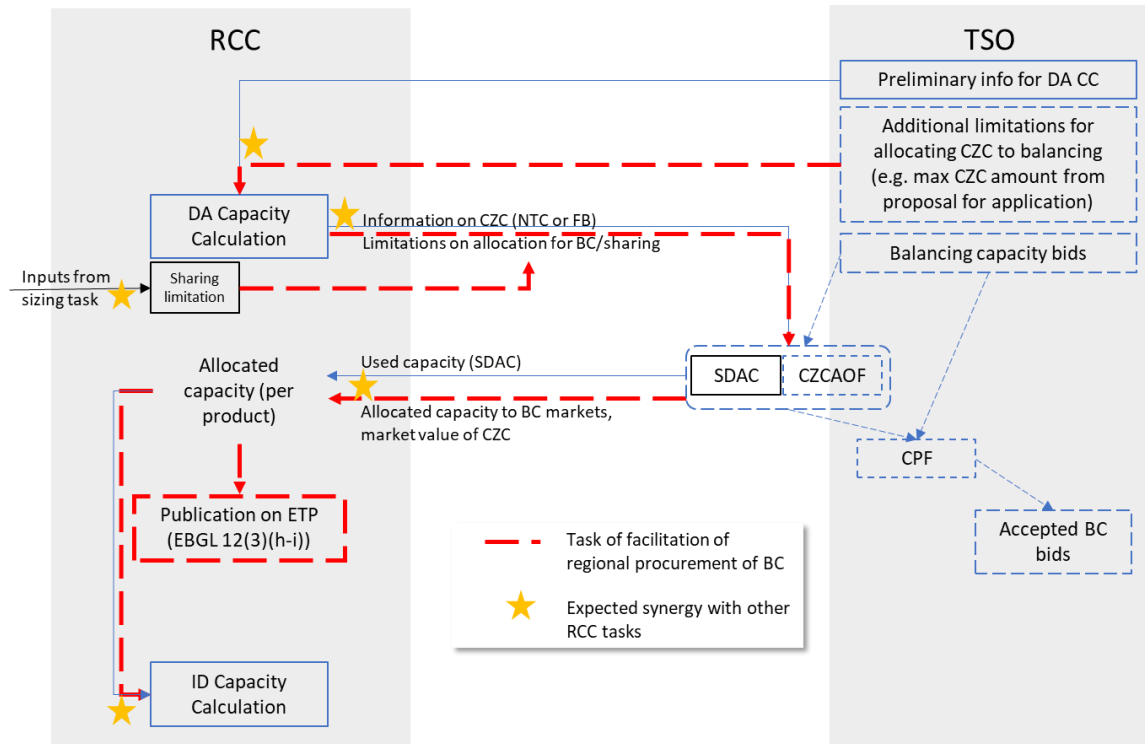 RCC
TSO
Preliminary info for DA CC
Additional limitations for
allocating CZC to balancing
(e.g. max CZC amount from
proposal for application)
DA Capacity
Calculation
Information on CZC (NTC or FB)
Limitations on allocation for BC/sharing
Balancing capacity bids
Inputs from
sizing task
Sharing
limitation
Used capacity (SDAC)
SDAC
CZCAOF
Allocated
capacity (per
product)
Allocated capacity to BC markets,
market value of CZC
CPF
Publication on ETP
(EBGL 12(3)(h-i))
Accepted BC
bids
Task of facilitation of
regional procurement of BC
Expected synergy with other
RCC tasks
ID Capacity
Calculation